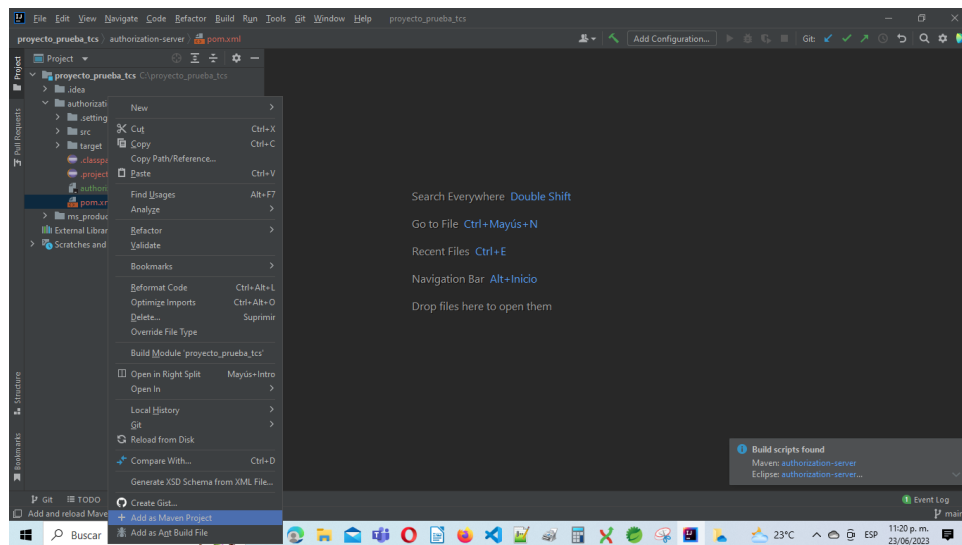 File Edit View Navigate Code Refactor Build Run Tools Git Window Help proyecto_prueba_tcs
proyecto_prueba_tcs authorization-server pom.xml
Add Configuration...
Git:
Project
Project
Pull Requests
Structure
Bookmarks
proyecto_prueba_tcs C:\proyecto_prueba_tcs
.idea
authorizati
.setting
src
target
.classpa
.project
authori
pom.xr
ms_produc
External Librar
Scratches and
New
Cut Ctrl+X
Copy Ctrl+C
Copy Path/Reference...
Paste Ctrl+V
Find Usages Alt+F7
Analyze
Refactor
Validate
Bookmarks
Reformat Code Ctrl+Alt+L
Optimize Imports Ctrl+Alt+O
Delete... Suprimir
Override File Type
Build Module 'proyecto_prueba_tcs'
Open in Right Split Mayús+Intro
Open In
Local History
Git
Reload from Disk
Compare With... Ctrl+D
Generate XSD Schema from XML File...
Create Gist...
Add as Maven Project
Add as Ant Build File
Search Everywhere Double Shift
Go to File Ctrl+Mayús+N
Recent Files Ctrl+E
Navigation Bar Alt+Inicio
Drop files here to open them
Build scripts found
Maven: authorization-server
Eclipse: authorization-server...
Git TODO
1 Event Log
Add and reload Mave
main
Buscar
23°C
ESP
11:20 p. m.
23/06/2023